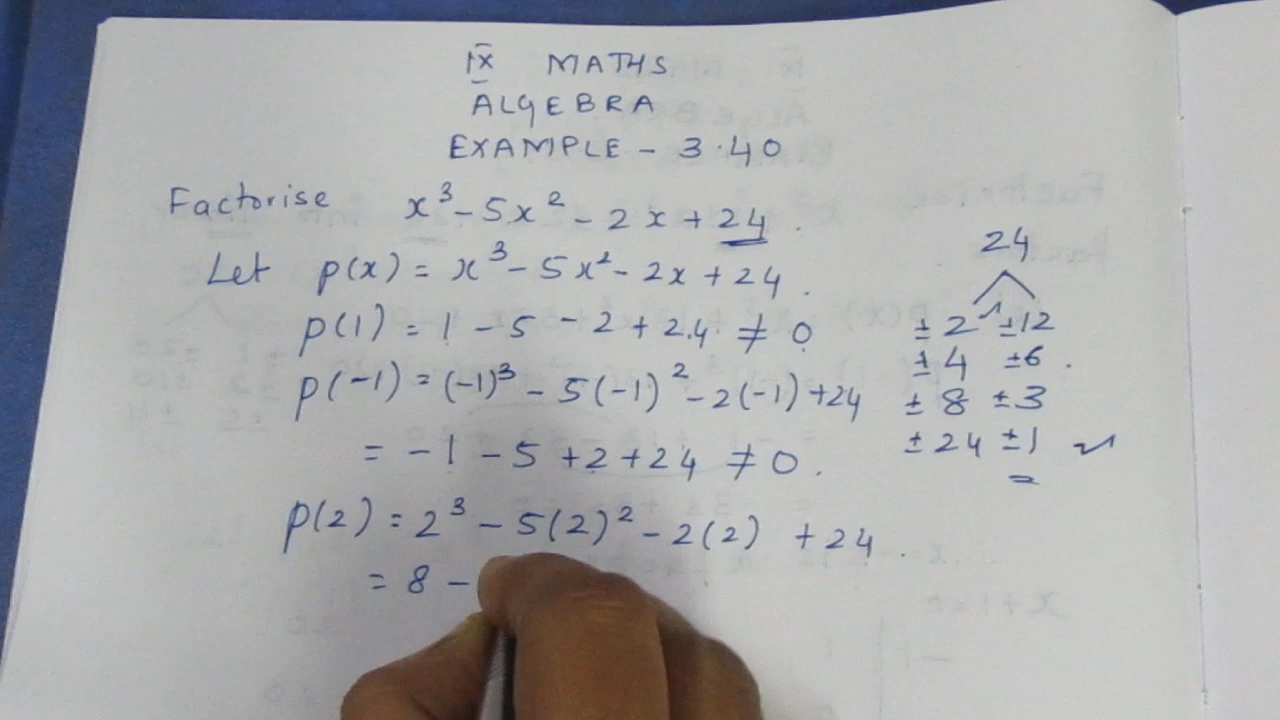 IX MATHS
ALGEBRA
EXAMPLE - 3.40
Factorise x³ - 5x² - 2x + 24.
Let p(x) = x³ - 5x² - 2x + 24.
p(1) = 1 - 5 - 2 + 24 ≠ 0
p(-1) = (-1)³ - 5(-1)² - 2(-1) + 24
= -1 - 5 + 2 + 24 ≠ 0.
p(2) = 2³ - 5(2)² - 2(2) + 24.
= 8 -
24
± 2 ± 12
± 4 ± 6.
± 8 ± 3
± 24 ± 1 ✓